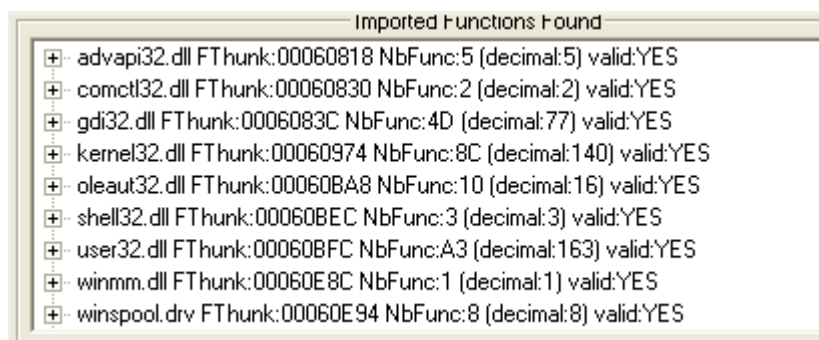 Imported Functions Found
advapi32.dll FThunk:00060818 NbFunc:5 (decimal:5) valid:YES
comctl32.dll FThunk:00060830 NbFunc:2 (decimal:2) valid:YES
gdi32.dll FThunk:0006083C NbFunc:4D (decimal:77) valid:YES
kernel32.dll FThunk:00060974 NbFunc:8C (decimal:140) valid:YES
oleaut32.dll FThunk:00060BA8 NbFunc:10 (decimal:16) valid:YES
shell32.dll FThunk:00060BEC NbFunc:3 (decimal:3) valid:YES
user32.dll FThunk:00060BFC NbFunc:A3 (decimal:163) valid:YES
winmm.dll FThunk:00060E8C NbFunc:1 (decimal:1) valid:YES
winspool.drv FThunk:00060E94 NbFunc:8 (decimal:8) valid:YES